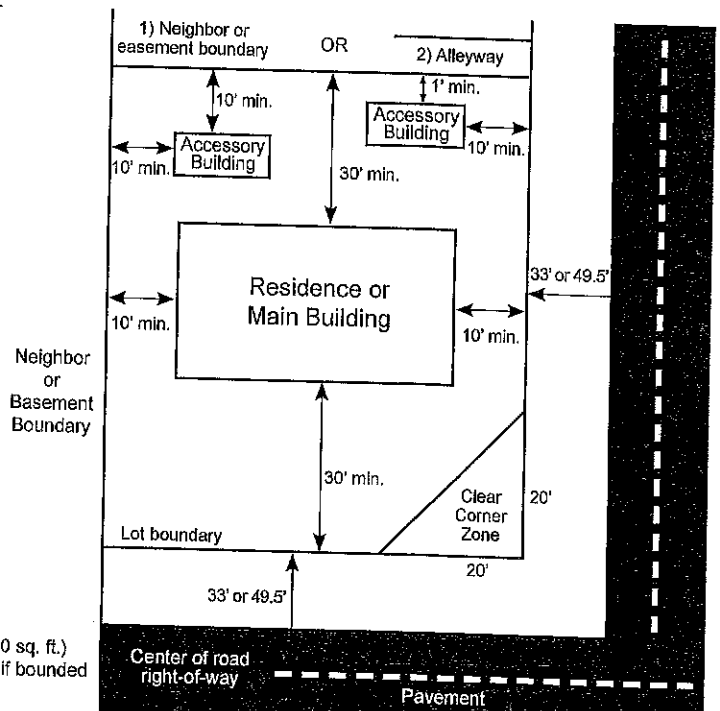 1) Neighbor or
easement boundary
OR
2) Alleyway
10' min.
1' min.
Accessory
Building
Accessory
Building
10' min.
10' min.
30' min.
33' or 49.5'
Residence or
Main Building
10' min.
10' min.
Neighbor
or
Basement
Boundary
30' min.
Clear
Corner
Zone
20'
Lot boundary
20'
33' or 49.5'
0 sq. ft.)
if bounded
Center of road
right-of-way
Pavement